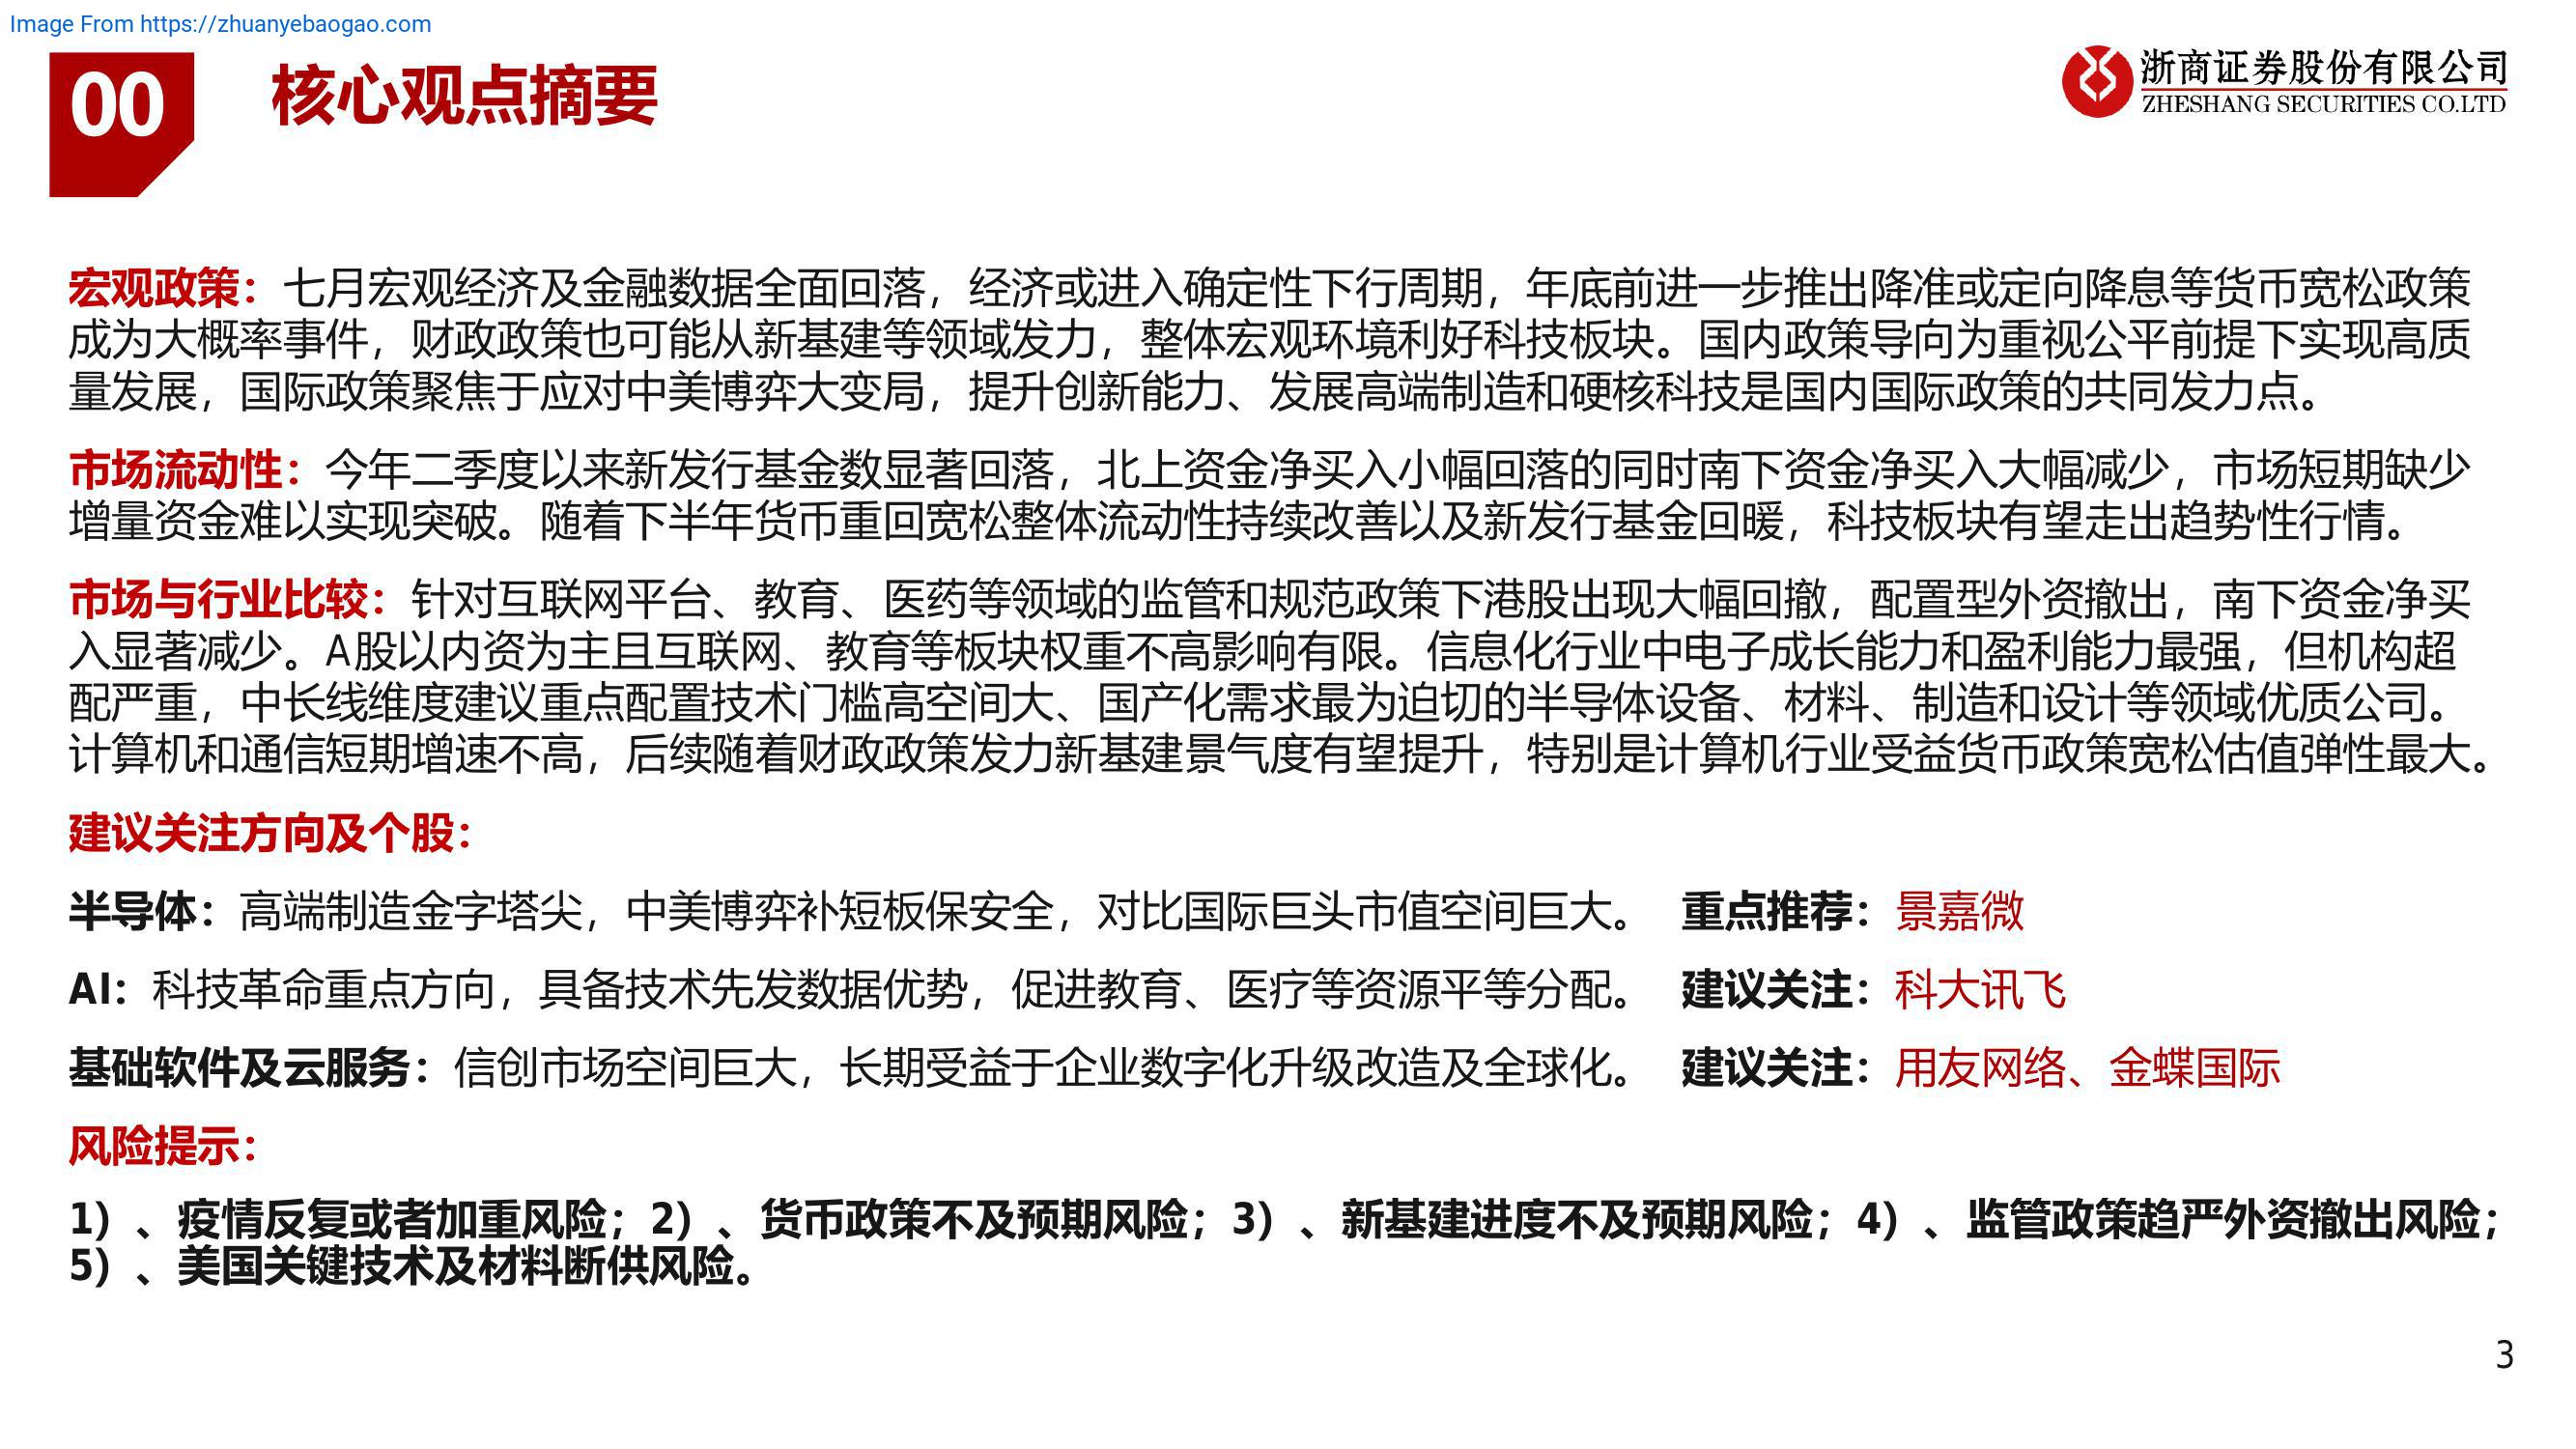 Image From https://zhuanyebaogao.com
00
核心观点摘要
浙商证券股份有限公司
ZHESHANG SECURITIES CO.LTD
宏观政策：七月宏观经济及金融数据全面回落，经济或进入确定性下行周期，年底前进一步推出降准或定向降息等货币宽松政策
成为大概率事件，财政政策也可能从新基建等领域发力，整体宏观环境利好科技板块。国内政策导向为重视公平前提下实现高质
量发展，国际政策聚焦于应对中美博弈大变局，提升创新能力、发展高端制造和硬核科技是国内国际政策的共同发力点。
市场流动性：今年二季度以来新发行基金数显著回落，北上资金净买入小幅回落的同时南下资金净买入大幅减少，市场短期缺少
增量资金难以实现突破。随着下半年货币重回宽松整体流动性持续改善以及新发行基金回暖，科技板块有望走出趋势性行情。
市场与行业比较：针对互联网平台、教育、医药等领域的监管和规范政策下港股出现大幅回撤，配置型外资撤出，南下资金净买
入显著减少。A股以内资为主且互联网、教育等板块权重不高影响有限。信息化行业中电子成长能力和盈利能力最强，但机构超
配严重，中长线维度建议重点配置技术门槛高空间大、国产化需求最为迫切的半导体设备、材料、制造和设计等领域优质公司。
计算机和通信短期增速不高，后续随着财政政策发力新基建景气度有望提升，特别是计算机行业受益货币政策宽松估值弹性最大。
建议关注方向及个股：
半导体：高端制造金字塔尖，中美博弈补短板保安全，对比国际巨头市值空间巨大。 重点推荐：景嘉微
AI：科技革命重点方向，具备技术先发数据优势，促进教育、医疗等资源平等分配。 建议关注：科大讯飞
基础软件及云服务：信创市场空间巨大，长期受益于企业数字化升级改造及全球化。 建议关注：用友网络、金蝶国际
风险提示：
1）、疫情反复或者加重风险；2）、货币政策不及预期风险；3）、新基建进度不及预期风险；4）、监管政策趋严外资撤出风险；
5）、美国关键技术及材料断供风险。
3